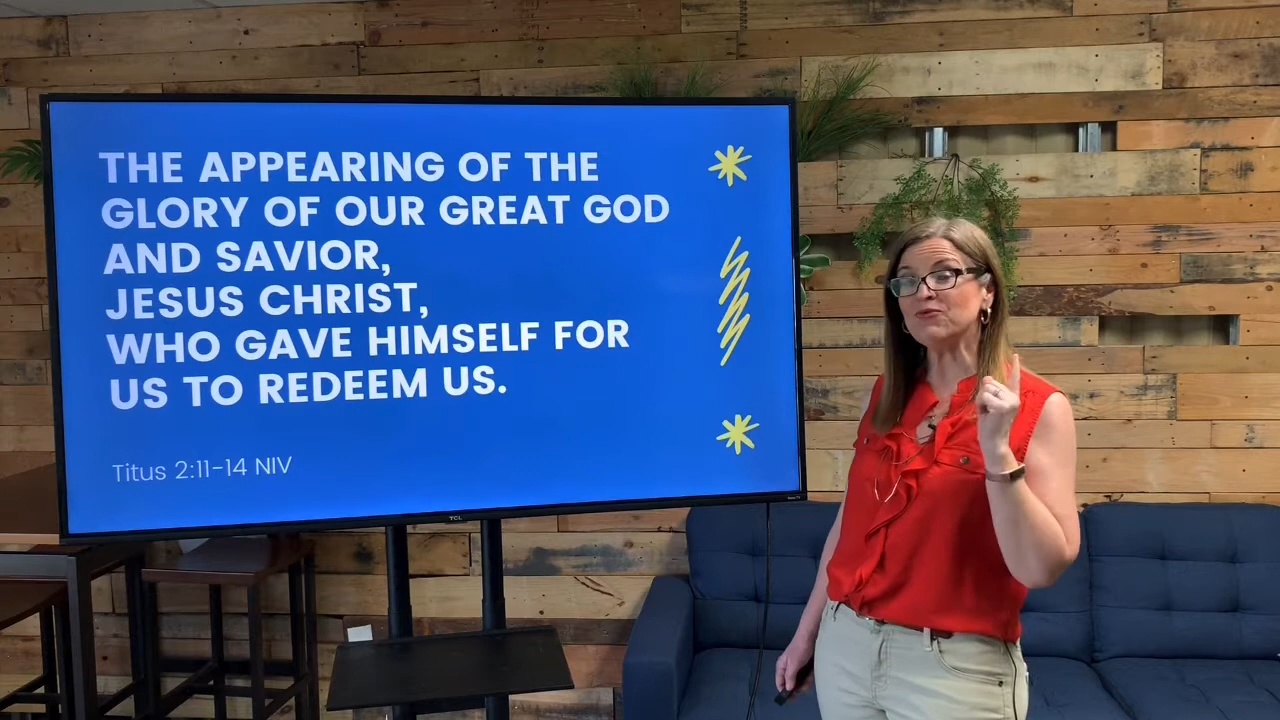 THE APPEARING OF THE
GLORY OF OUR GREAT GOD
AND SAVIOR,
JESUS CHRIST,
WHO GAVE HIMSELF FOR
US TO REDEEM US.
Titus 2:11-14 NIV
TCL